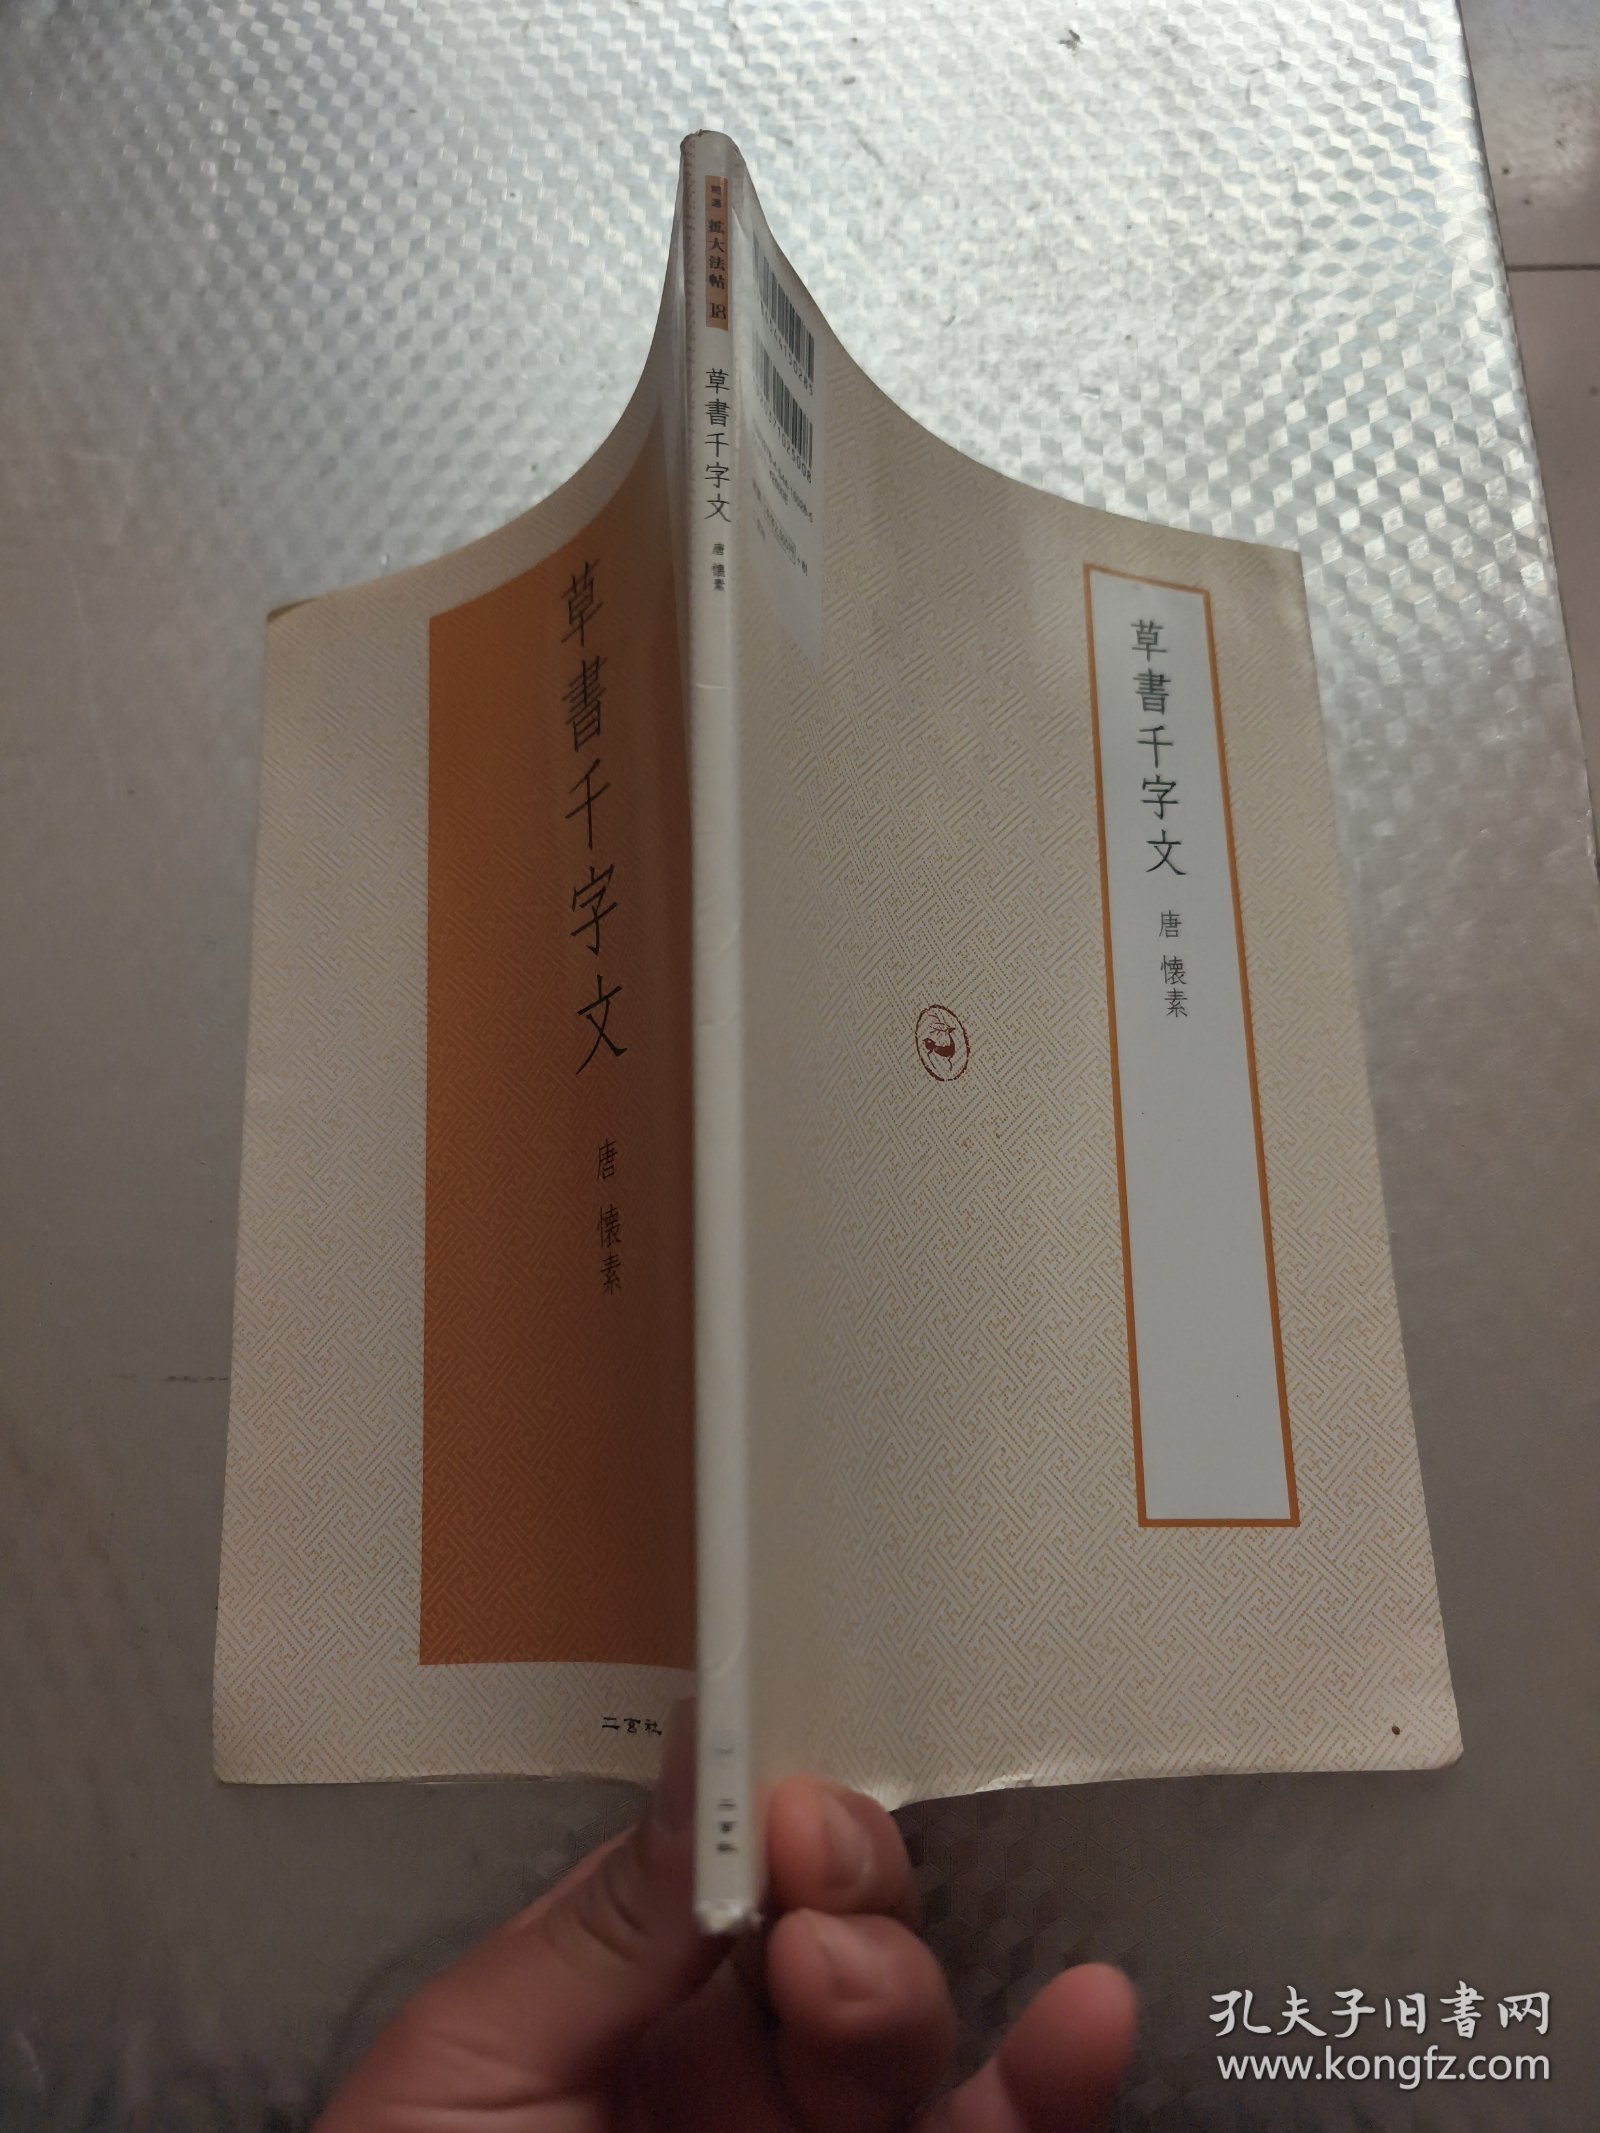 精選 拡大法帖 18
草書千字文 唐 懐素
二玄社
草書千字文
唐 懐素
二玄社
草書千字文
唐 懐素
孔夫子旧书网
www.kongfz.com